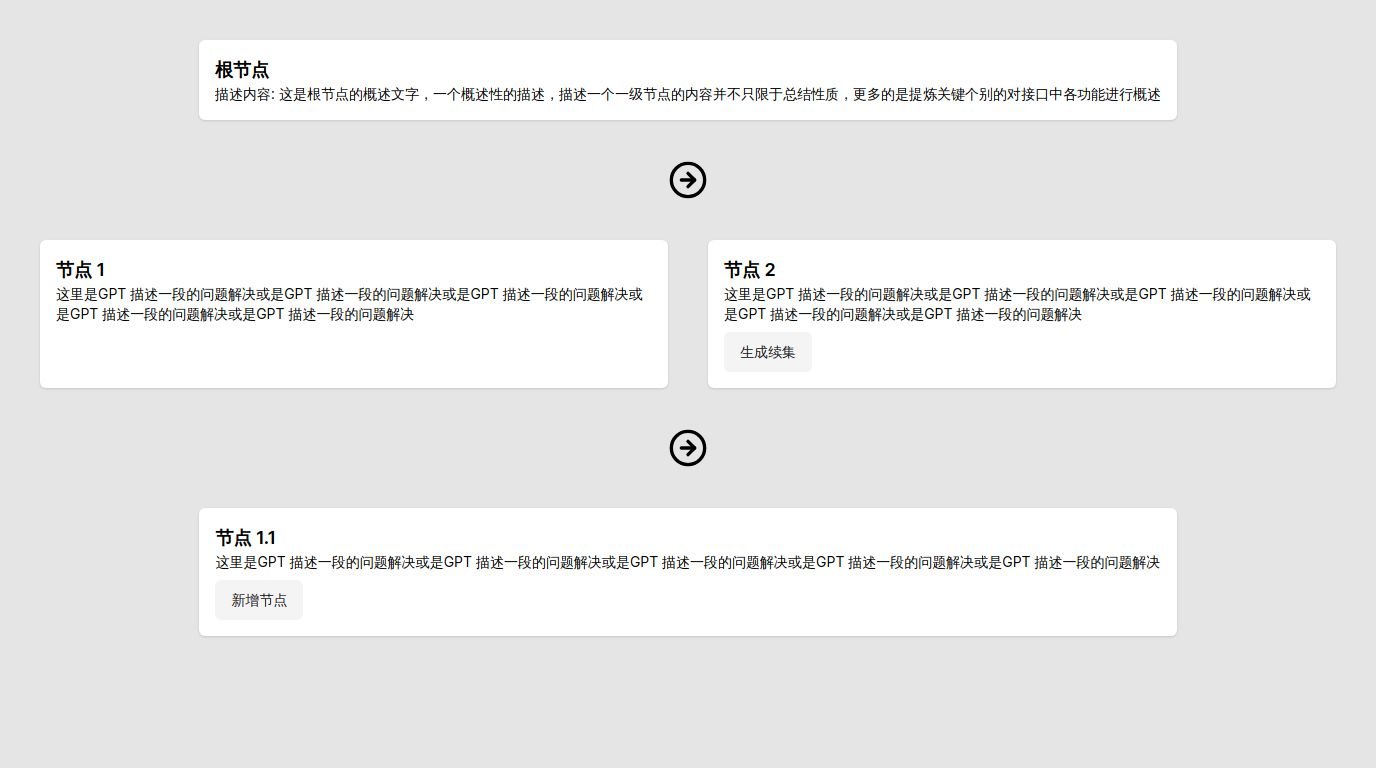 根节点
描述内容: 这是根节点的概述文字，一个概述性的描述，描述一个一级节点的内容并不只限于总结性质，更多的是提炼关键个别的对接口中各功能进行概述
节点 1
这里是GPT 描述一段的问题解决或是GPT 描述一段的问题解决或是GPT 描述一段的问题解决或
是GPT 描述一段的问题解决或是GPT 描述一段的问题解决
节点 2
这里是GPT 描述一段的问题解决或是GPT 描述一段的问题解决或是GPT 描述一段的问题解决或
是GPT 描述一段的问题解决或是GPT 描述一段的问题解决
生成续集
节点 1.1
这里是GPT 描述一段的问题解决或是GPT 描述一段的问题解决或是GPT 描述一段的问题解决或是GPT 描述一段的问题解决或是GPT 描述一段的问题解决
新增节点